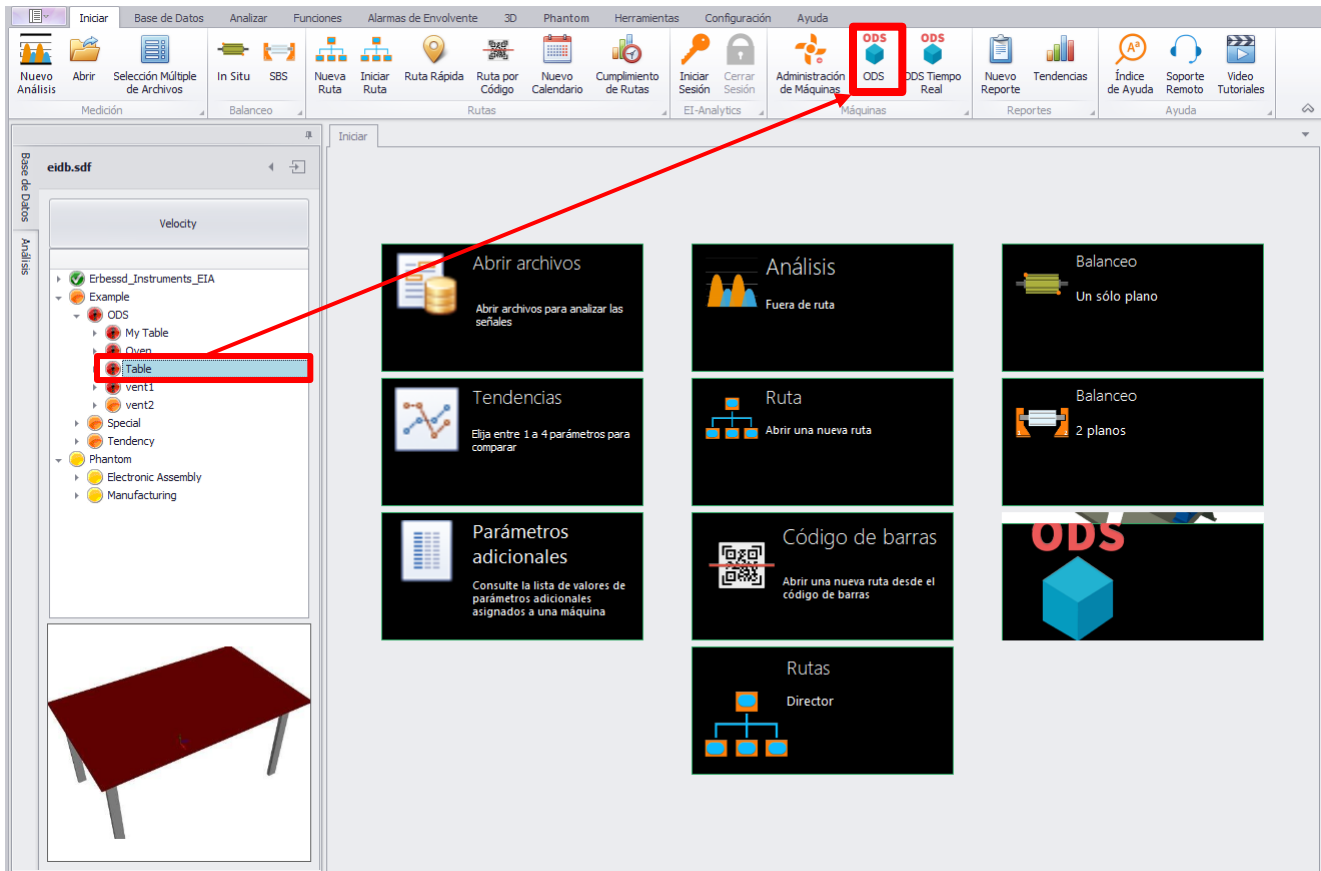 Iniciar Base de Datos Analizar Funciones Alarmas de Envolvente 3D Phantom Herramientas Configuración Ayuda
ODS ODS
Nuevo Abrir Selección Múltiple In Situ SBS Nueva Iniciar Ruta Rápida Ruta por Nuevo Cumplimiento Iniciar Cerrar Administración ODS ODS Tiempo Nuevo Tendencias Índice Soporte Video
Análisis de Archivos Ruta Ruta Código Calendario de Rutas Sesión Sesión de Máquinas Real Reporte de Ayuda Remoto Tutoriales
Medición Balanceo Rutas EI-Analytics Máquinas Reportes Ayuda
Iniciar
Base de Datos
Análisis
eidb.sdf
Velocity
Erbessd_Instruments_EIA
Example
ODS
My Table
Oven
Table
vent1
vent2
Special
Tendency
Phantom
Electronic Assembly
Manufacturing
Abrir archivos
Abrir archivos para analizar las
señales
Análisis
Fuera de ruta
Balanceo
Un sólo plano
Tendencias
Elija entre 1 a 4 parámetros para
comparar
Ruta
Abrir una nueva ruta
Balanceo
2 planos
Parámetros
adicionales
Consulte la lista de valores de
parámetros adicionales
asignados a una máquina
Código de barras
Abrir una nueva ruta desde el
código de barras
ODS
Rutas
Director